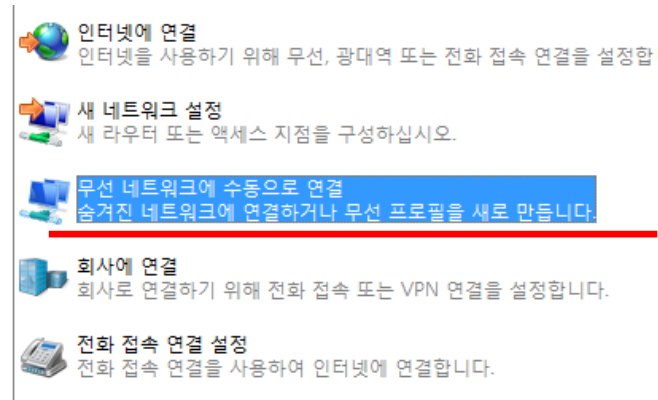 인터넷에 연결
인터넷을 사용하기 위해 무선, 광대역 또는 전화 접속 연결을 설정합
새 네트워크 설정
새 라우터 또는 액세스 지점을 구성하십시오.
무선 네트워크에 수동으로 연결
숨겨진 네트워크에 연결하거나 무선 프로필을 새로 만듭니다.
회사에 연결
회사로 연결하기 위해 전화 접속 또는 VPN 연결을 설정합니다.
전화 접속 연결 설정
전화 접속 연결을 사용하여 인터넷에 연결합니다.